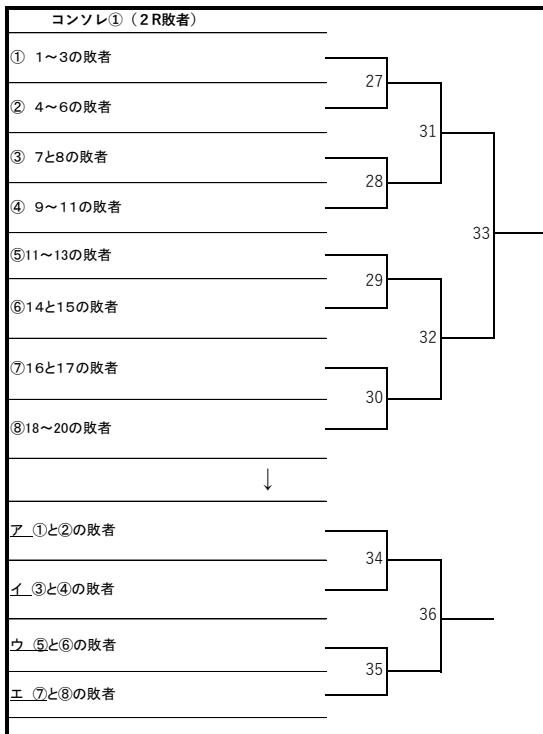 コンソレ①（２R敗者）
① 1～3の敗者
② 4～6の敗者
③ 7と8の敗者
④ 9～11の敗者
⑤11～13の敗者
⑥14と15の敗者
⑦16と17の敗者
⑧18～20の敗者
27
28
29
30
31
32
33
↓
ア ①と②の敗者
イ ③と④の敗者
ウ ⑤と⑥の敗者
エ ⑦と⑧の敗者
34
35
36